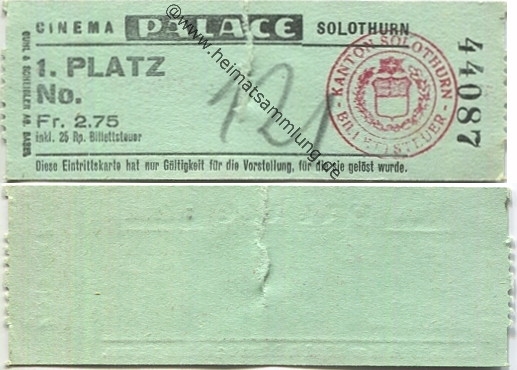 CINEMA PALACE SOLOTHURN
1. PLATZ
No.
121
Fr. 2.75
inkl. 25 Rp. Billettsteuer
Diese Eintrittskarte hat nur Gültigkeit für die Vorstellung, für die sie gelöst wurde.
KANTON SOLOTHURN
- BILLETTSTEUER -
44087
@www.heimatsammlung.de